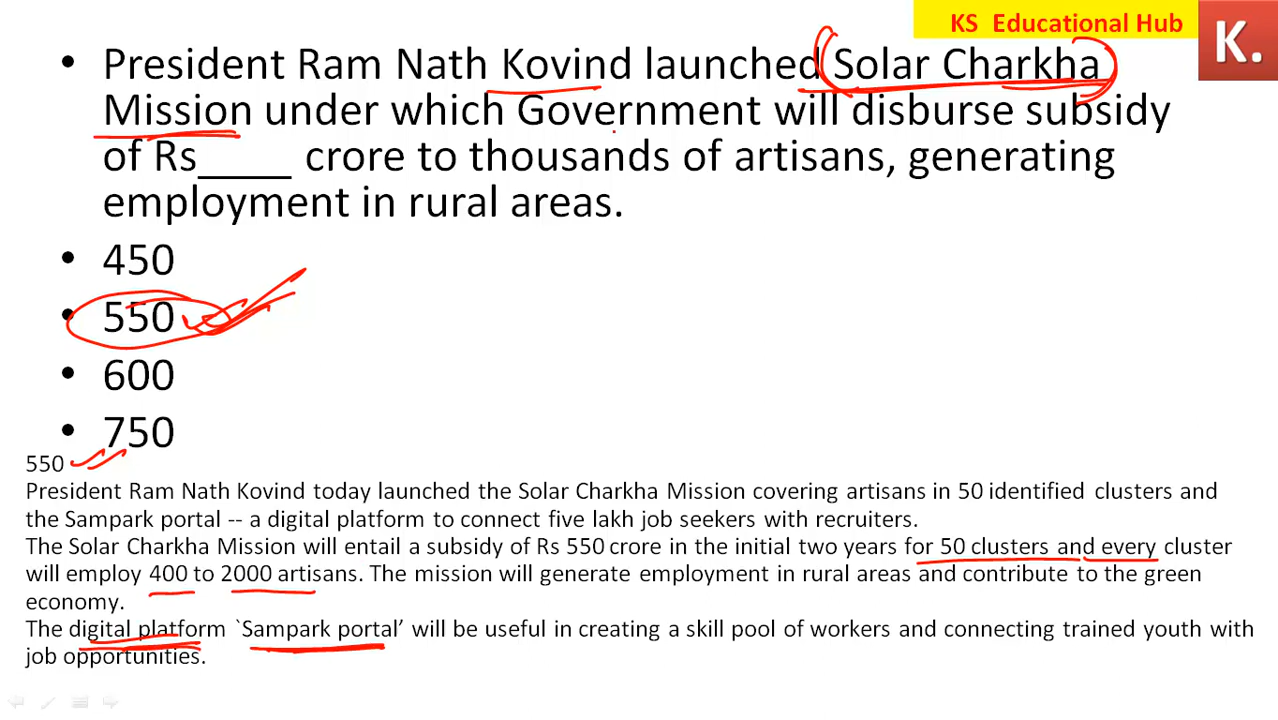 KS Educational Hub
K.
• President Ram Nath Kovind launched Solar Charkha
Mission under which Government will disburse subsidy
of Rs____ crore to thousands of artisans, generating
employment in rural areas.
• 450
• 550
• 600
• 750
550
President Ram Nath Kovind today launched the Solar Charkha Mission covering artisans in 50 identified clusters and
the Sampark portal -- a digital platform to connect five lakh job seekers with recruiters.
The Solar Charkha Mission will entail a subsidy of Rs 550 crore in the initial two years for 50 clusters and every cluster
will employ 400 to 2000 artisans. The mission will generate employment in rural areas and contribute to the green
economy.
The digital platform `Sampark portal’ will be useful in creating a skill pool of workers and connecting trained youth with
job opportunities.